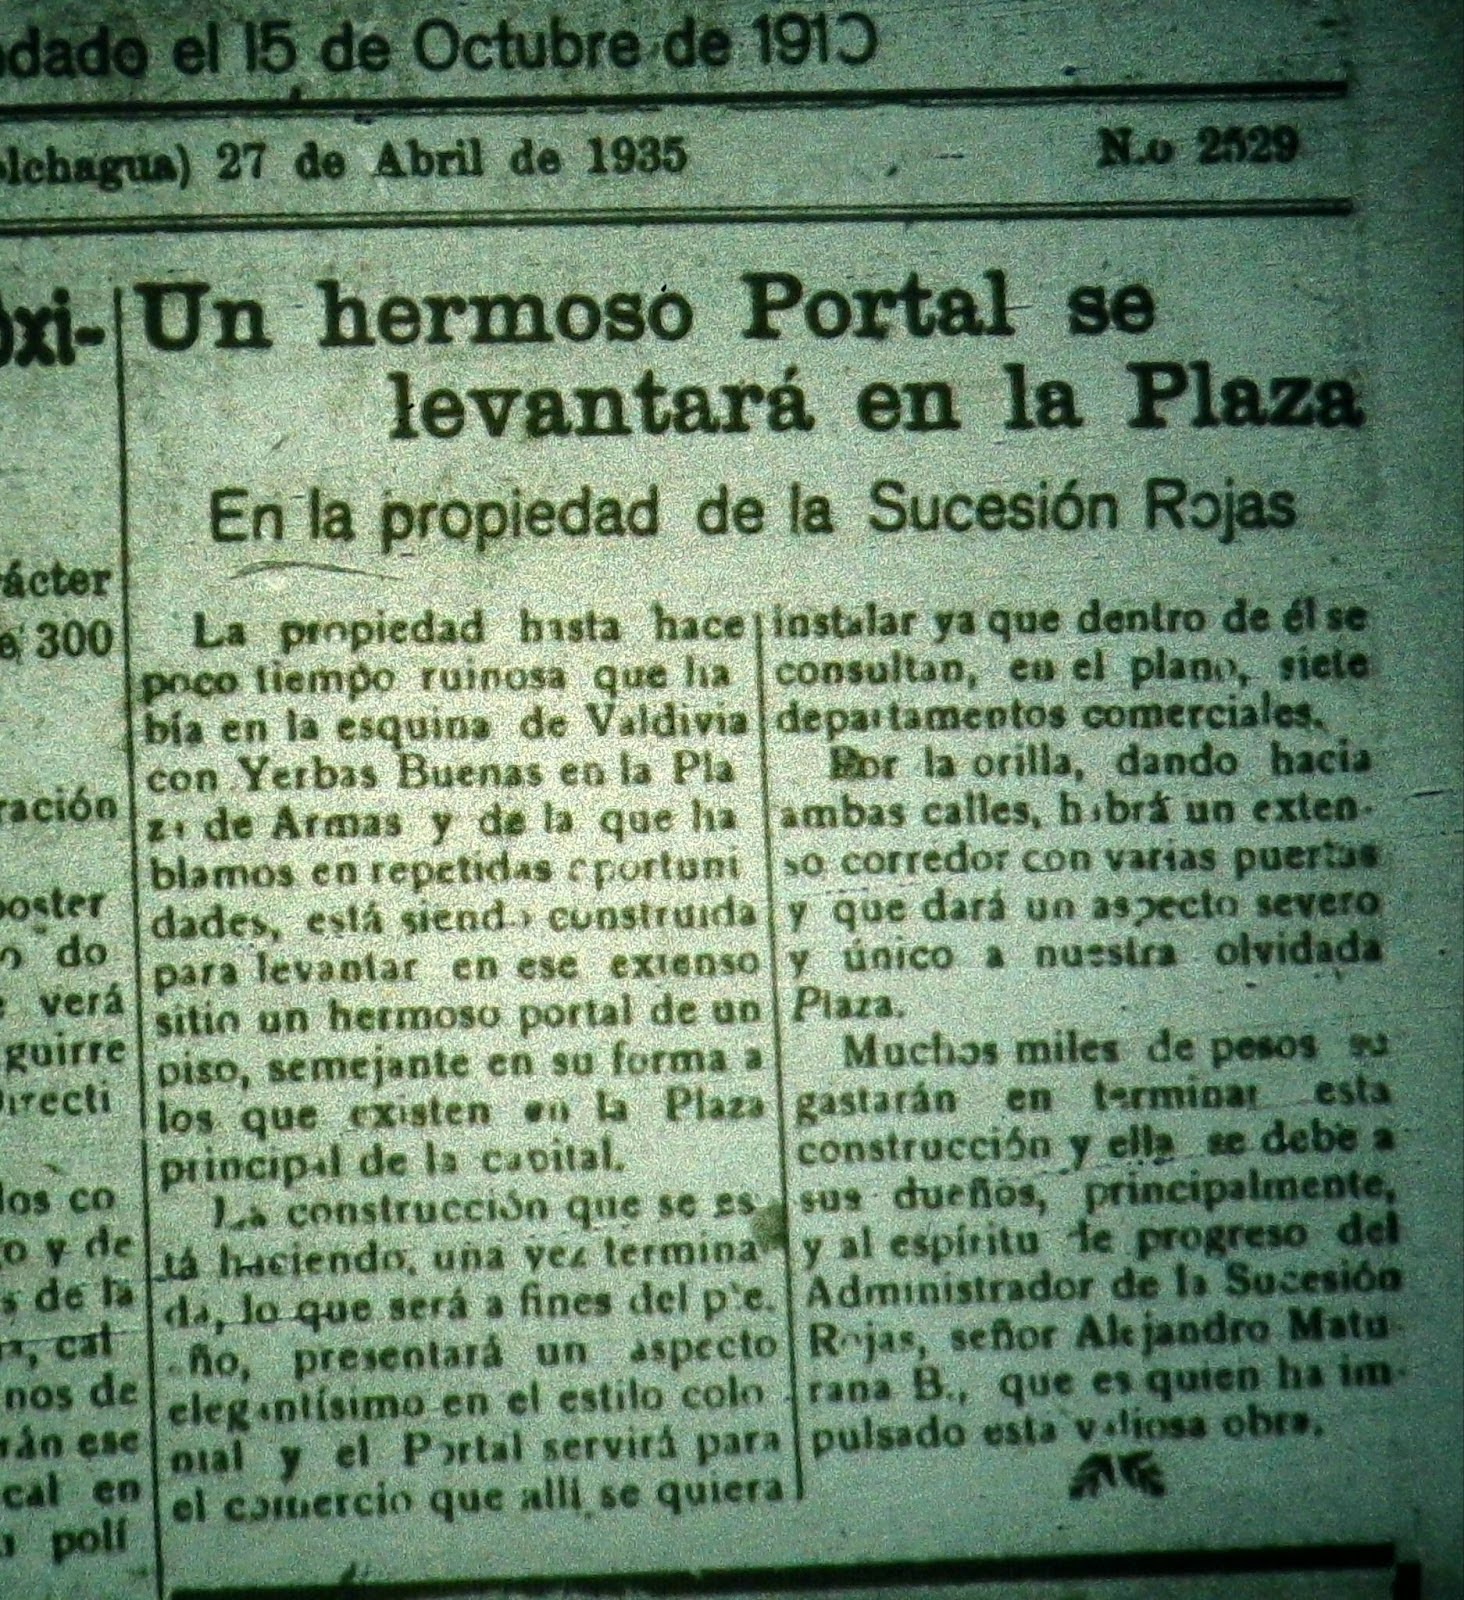 dado el 15 de Octubre de 1910
olchagua) 27 de Abril de 1935 N.o 2529
óxi-
ácter
300
ración
poster
do
verá
guirre
Directi
los co
o y de
s de la
a, cal
nos de
rán ese
cal en
polí
Un hermoso Portal se
levantará en la Plaza
En la propiedad de la Sucesión Rojas
La propiedad hasta hace
poco tiempo ruinosa que ha
bía en la esquina de Valdivia
con Yerbas Buenas en la Pla
za de Armas y de la que ha
blamos en repetidas oportuni
dades, está siendo construida
para levantar en ese extenso
sitio un hermoso portal de un
piso, semejante en su forma a
los que existen en la Plaza
principal de la capital.
La construcción que se es
tá haciendo, una vez termina
da, lo que será a fines del pte.
año, presentará un aspecto
elegantísimo en el estilo colo
nial y el Portal servirá para
el comercio que allí se quiera
instalar ya que dentro de él se
consultan, en el plano, siete
departamentos comerciales.
Por la orilla, dando hacia
ambas calles, habrá un exten-
so corredor con varias puertas
y que dará un aspecto severo
y único a nuestra olvidada
Plaza.
Muchos miles de pesos su
gastarán en terminar esta
construcción y ella se debe a
sus dueños, principalmente,
y al espíritu de progreso del
Administrador de la Sucesión
Rojas, señor Alejandro Matu-
rana B., que es quien ha im-
pulsado esta valiosa obra.